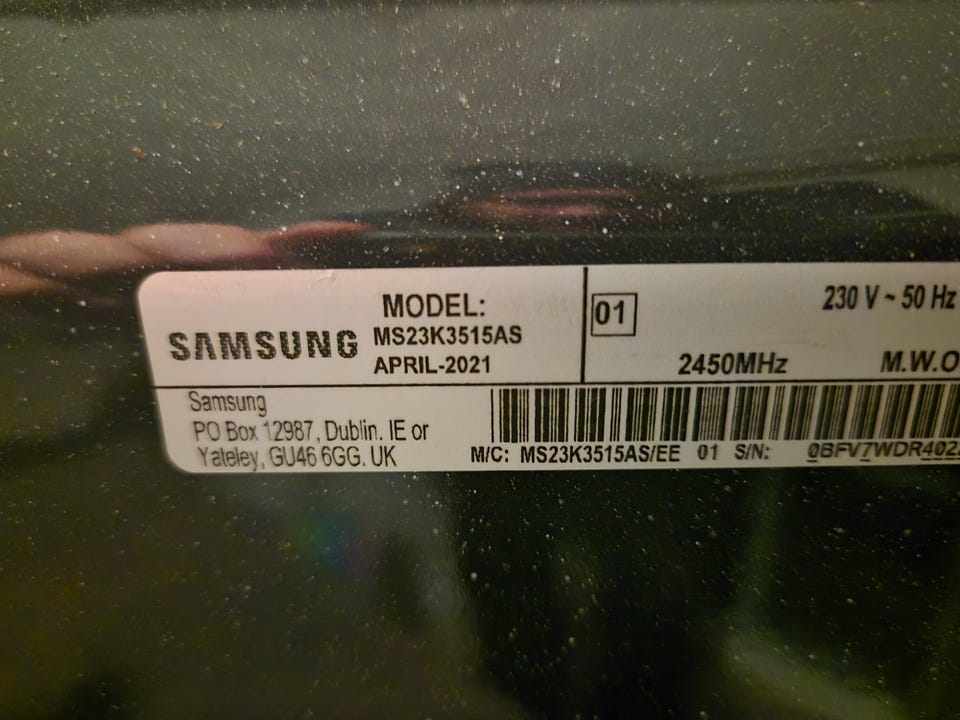 SAMSUNG
MODEL:
MS23K3515AS
APRIL-2021
01
230 V ~ 50 Hz
2450MHz
M.W.O
Samsung
PO Box 12987, Dublin. IE or
Yateley, GU46 6GG. UK
M/C: MS23K3515AS/EE 01 S/N: 0BFV7WDR402